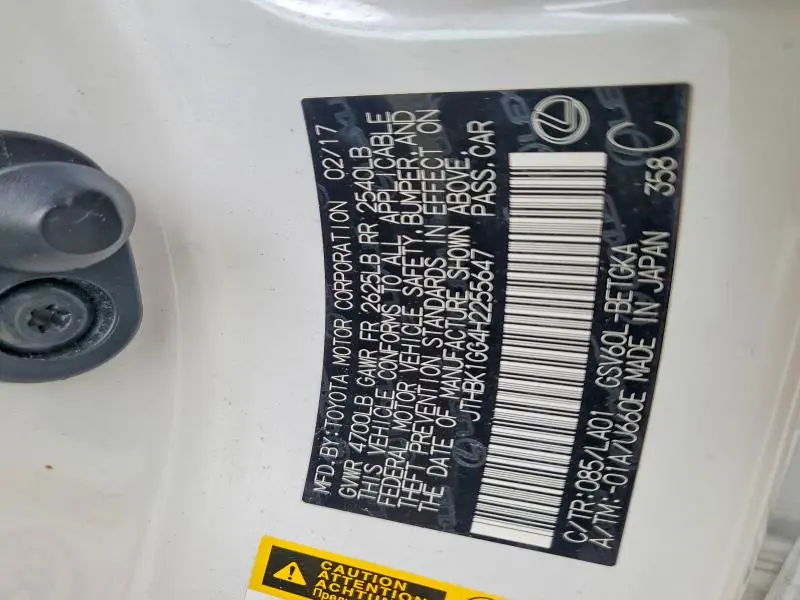 MFD. BY: TOYOTA MOTOR CORPORATION 02/17
GVWR 4700LB GAWR FR 2625LB RR 2540LB
THIS VEHICLE CONFORMS TO ALL APPLICABLE
FEDERAL MOTOR VEHICLE SAFETY, BUMPER, AND
THEFT PREVENTION STANDARDS IN EFFECT ON
THE DATE OF MANUFACTURE SHOWN ABOVE.
JTHBK1GG4H2255647 PASS. CAR
C/TR: 085/LA01 GSV60L-BETGKA
A/TM: -01A/U660E MADE IN JAPAN 358 C
CAUTION
ATTENTION
ACHTUNG